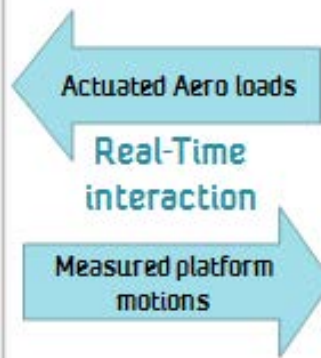 Actuated Aero loads
Real-Time
interaction
Measured platform
motions